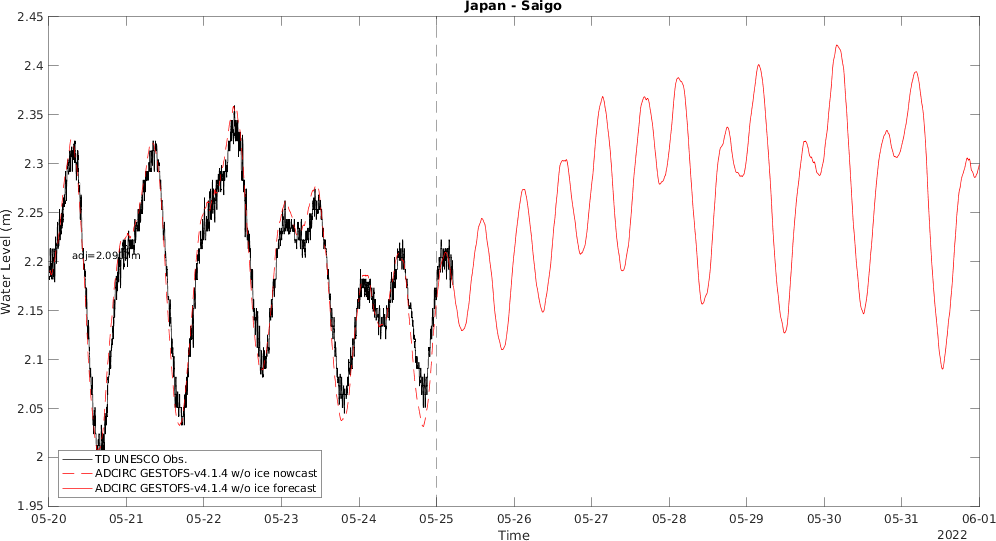 Japan - Saigo
2.45
2.4
2.35
2.3
2.25
2.2
2.15
2.1
2.05
2
1.95
Water Level (m)
TD UNESCO Obs.
ADCIRC GESTOFS-v4.1.4 w/o ice nowcast
ADCIRC GESTOFS-v4.1.4 w/o ice forecast
05-20 05-21 05-22 05-23 05-24 05-25 05-26 05-27 05-28 05-29 05-30 05-31 06-01
Time
2022